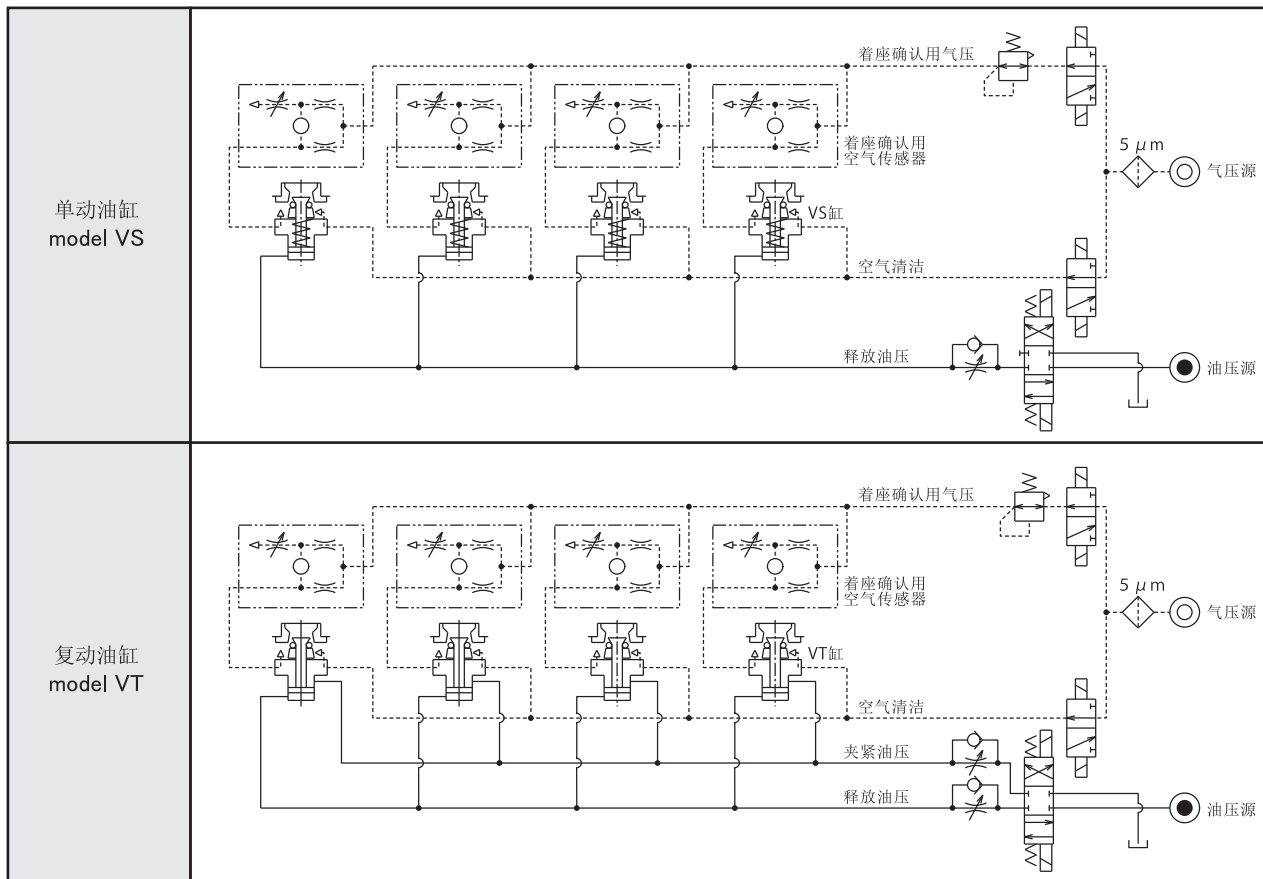 单动油缸
model VS
着座确认用气压
着座确认用
空气传感器
VS缸
空气清洁
释放油压
5 μm
气压源
油压源
复动油缸
model VT
着座确认用气压
着座确认用
空气传感器
VT缸
空气清洁
夹紧油压
释放油压
5 μm
气压源
油压源